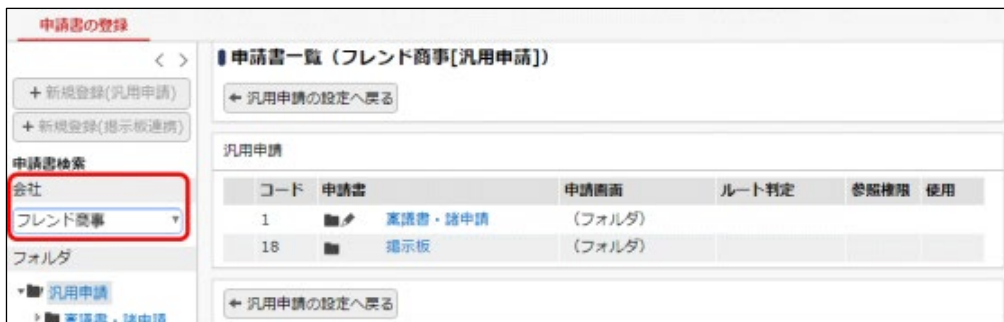 申請書の登録
< >
+ 新規登録(汎用申請)
+ 新規登録(掲示板連携)
申請書検索
会社
フレンド商事
フォルダ
汎用申請
稟議書・諸申請
申請書一覧（フレンド商事[汎用申請]）
← 汎用申請の設定へ戻る
汎用申請
コード 申請書 申請画面 ルート判定 参照権限 使用
1 稟議書・諸申請 （フォルダ）
18 掲示板 （フォルダ）
← 汎用申請の設定へ戻る